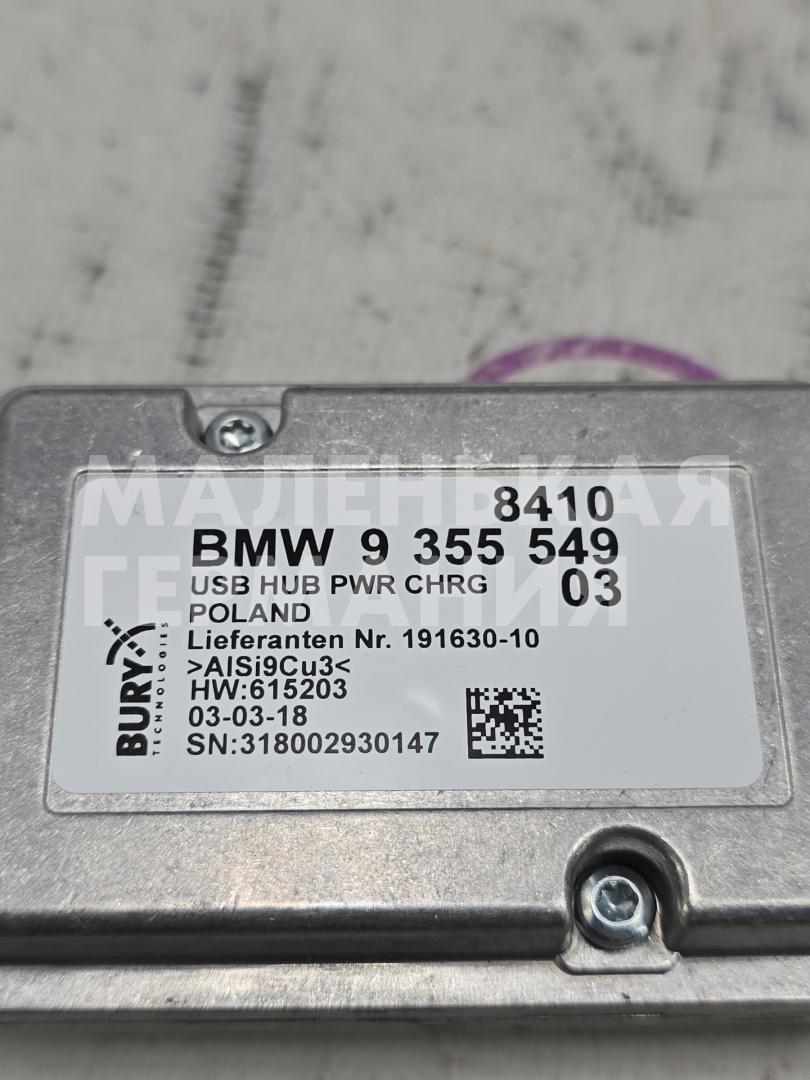 8410
BMW 9 355 549
USB HUB PWR CHRG 03
POLAND
Lieferanten Nr. 191630-10
>AlSi9Cu3<
HW:615203
03-03-18
SN:318002930147
BURY
TECHNOLOGIES
МАЛЕНЬКАЯ
ГЕРМАНИЯ